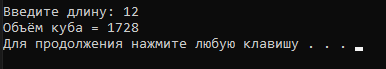 Введите длину: 12
Объём куба = 1728
Для продолжения нажмите любую клавишу . . .